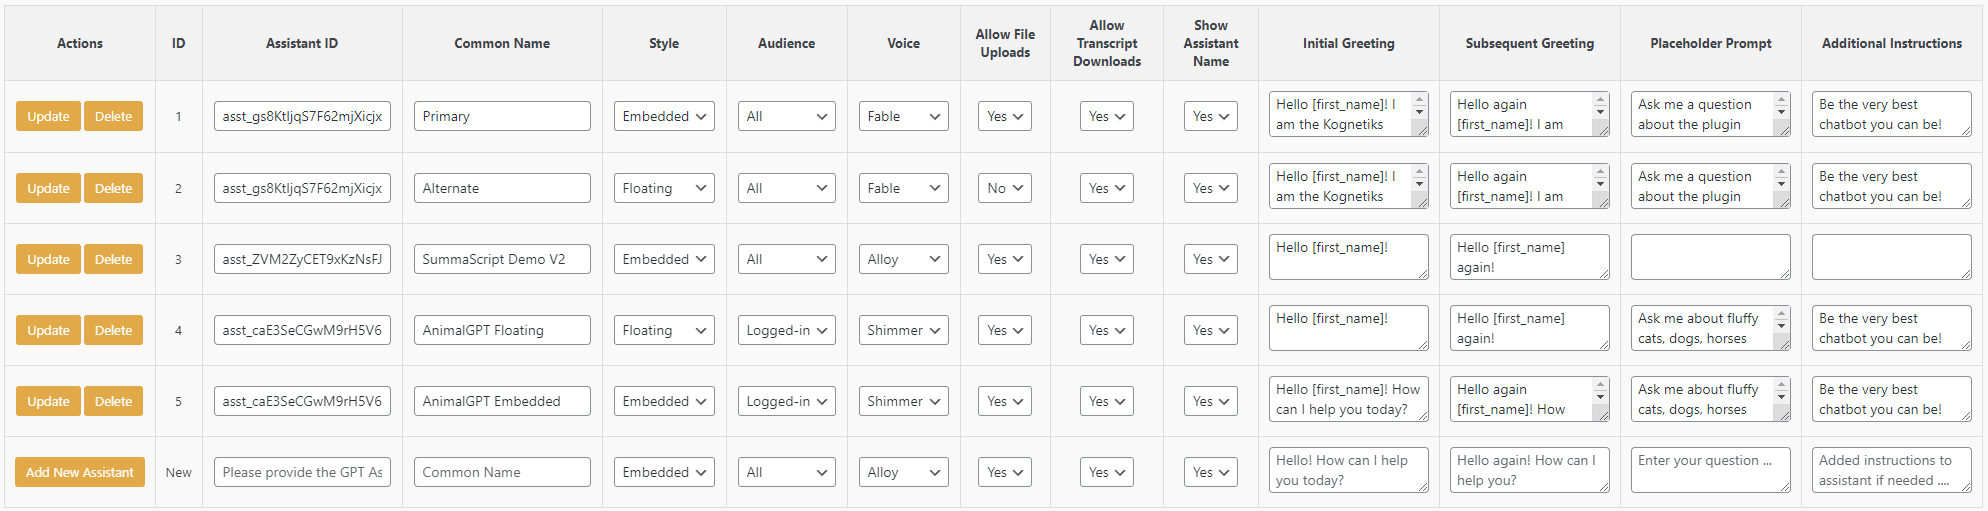 Actions ID Assistant ID Common Name Style Audience Voice Allow File Uploads Allow Transcript Downloads Show Assistant Name Initial Greeting Subsequent Greeting Placeholder Prompt Additional Instructions
Update Delete 1 asst_gs8KtIjqS7F62mjXicjx Primary Embedded All Fable Yes Yes Yes Hello [first_name]! I am the Kognetiks Hello again [first_name]! I am Ask me a question about the plugin Be the very best chatbot you can be!
Update Delete 2 asst_gs8KtIjqS7F62mjXicjx Alternate Floating All Fable No Yes Yes Hello [first_name]! I am the Kognetiks Hello again [first_name]! I am Ask me a question about the plugin Be the very best chatbot you can be!
Update Delete 3 asst_ZVM2ZyCET9xKzNsFJ SummaScript Demo V2 Embedded All Alloy Yes Yes Yes Hello [first_name]! Hello [first_name] again!
Update Delete 4 asst_caE3SeCGwM9rH5V6 AnimalGPT Floating Floating Logged-in Shimmer Yes Yes Yes Hello [first_name]! Hello [first_name] again! Ask me about fluffy cats, dogs, horses Be the very best chatbot you can be!
Update Delete 5 asst_caE3SeCGwM9rH5V6 AnimalGPT Embedded Embedded Logged-in Shimmer Yes Yes Yes Hello [first_name]! How can I help you today? Hello again [first_name]! How Ask me about fluffy cats, dogs, horses Be the very best chatbot you can be!
Add New Assistant New Please provide the GPT As Common Name Embedded All Alloy Yes Yes Yes Hello! How can I help you today? Hello again! How can I help you? Enter your question ... Added instructions to assistant if needed ....